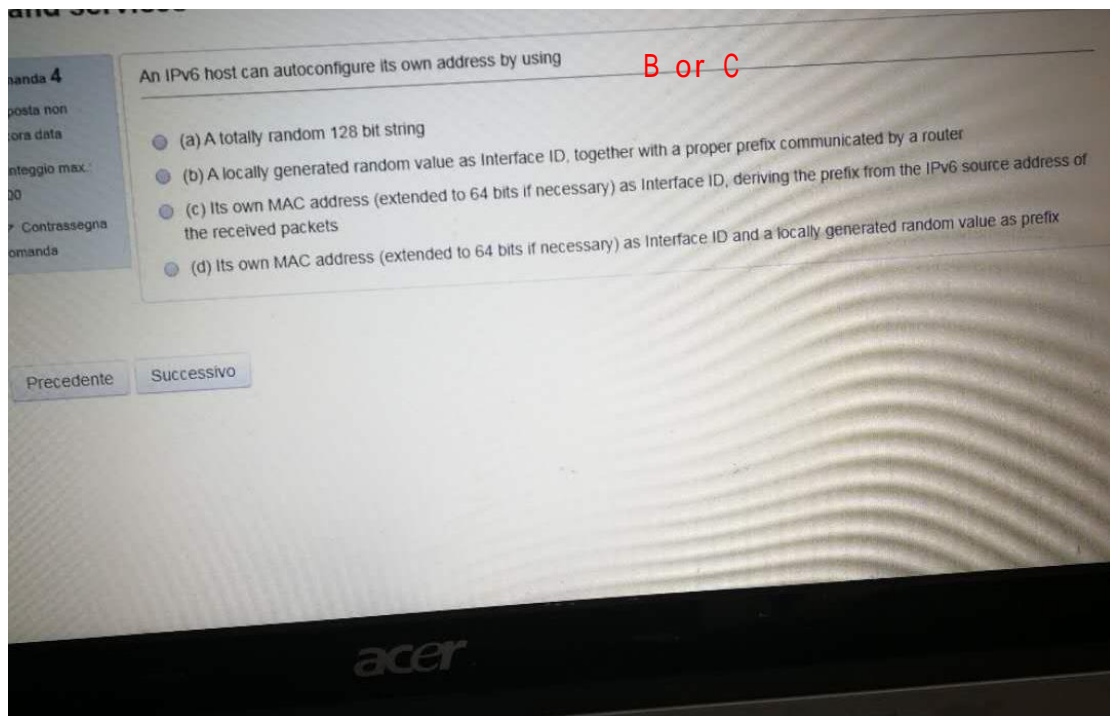 and Services
B or C
An IPv6 host can autoconfigure its own address by using
manda 4
posta non
ora data
nteggio max.:
00
Contrassegna
omanda
(a) A totally random 128 bit string
(b) A locally generated random value as Interface ID, together with a proper prefix communicated by a router
(c) Its own MAC address (extended to 64 bits if necessary) as Interface ID, deriving the prefix from the IPv6 source address of
the received packets
(d) Its own MAC address (extended to 64 bits if necessary) as Interface ID and a locally generated random value as prefix
Precedente
Successivo
acer